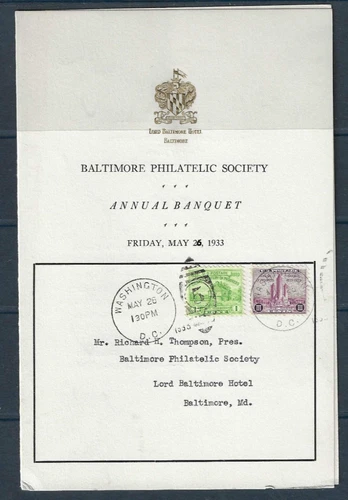 LORD BALTIMORE HOTEL
BALTIMORE
BALTIMORE PHILATELIC SOCIETY
ANNUAL BANQUET
FRIDAY, MAY 26, 1933
WASHINGTON
MAY 26
130PM
D.C.
1933
1
D.C.
Mr. Richard H. Thompson, Pres.
Baltimore Philatelic Society
Lord Baltimore Hotel
Baltimore, Md.